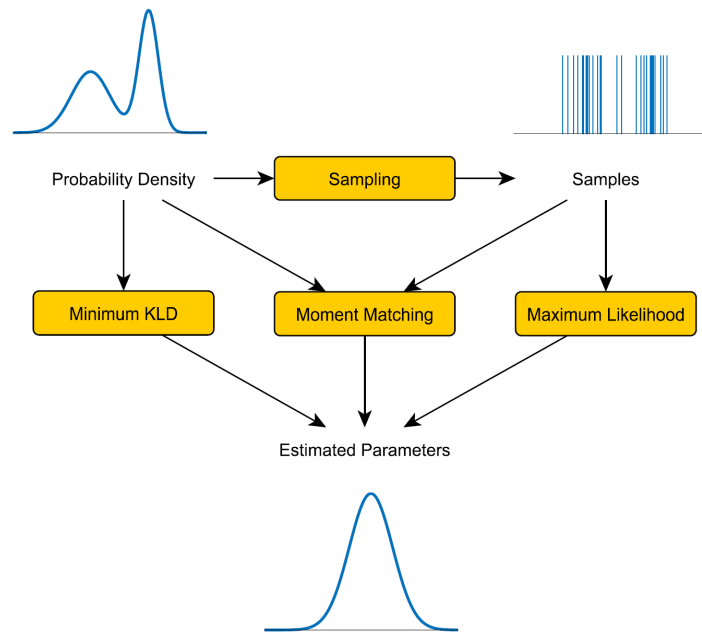 Probability Density
Sampling
Samples
Minimum KLD
Moment Matching
Maximum Likelihood
Estimated Parameters